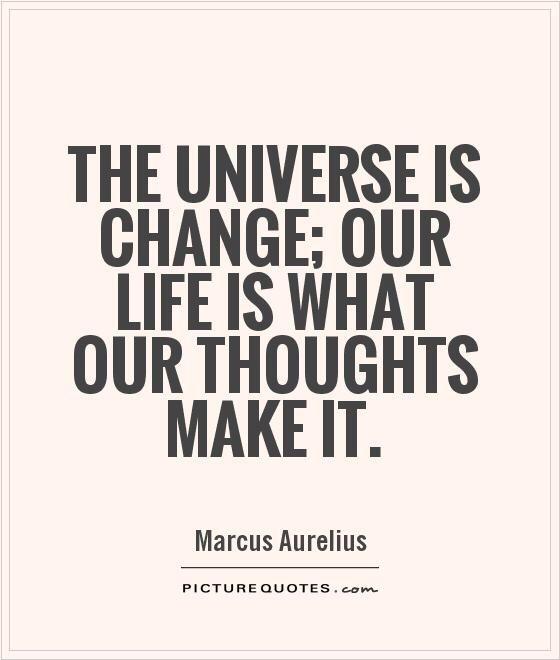 THE UNIVERSE IS
CHANGE; OUR
LIFE IS WHAT
OUR THOUGHTS
MAKE IT.
Marcus Aurelius
PICTUREQUOTES.com